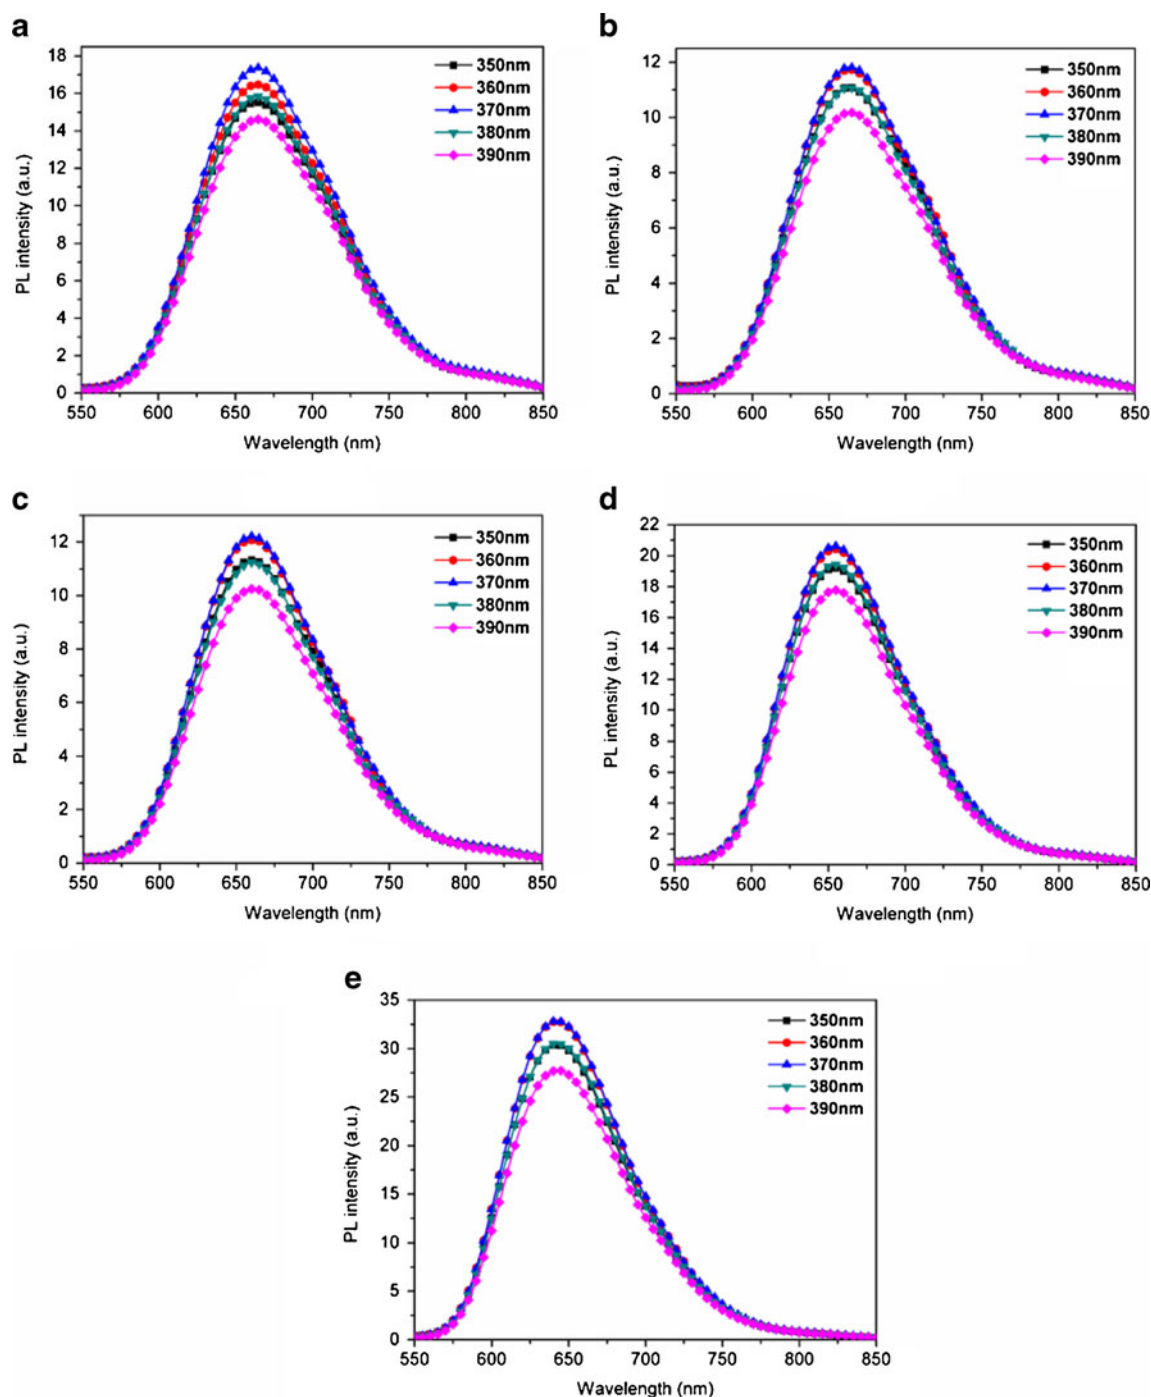 a
PL intensity (a.u.)
18
16
14
12
10
8
6
4
2
0
350nm
360nm
370nm
380nm
390nm
550 600 650 700 750 800 850
Wavelength (nm)
b
PL intensity (a.u.)
12
10
8
6
4
2
0
350nm
360nm
370nm
380nm
390nm
550 600 650 700 750 800 850
Wavelength (nm)
c
PL intensity (a.u.)
12
10
8
6
4
2
0
350nm
360nm
370nm
380nm
390nm
550 600 650 700 750 800 850
Wavelength (nm)
d
PL intensity (a.u.)
22
20
18
16
14
12
10
8
6
4
2
0
350nm
360nm
370nm
380nm
390nm
550 600 650 700 750 800 850
Wavelength (nm)
e
PL intensity (a.u.)
35
30
25
20
15
10
5
0
350nm
360nm
370nm
380nm
390nm
550 600 650 700 750 800 850
Wavelength (nm)